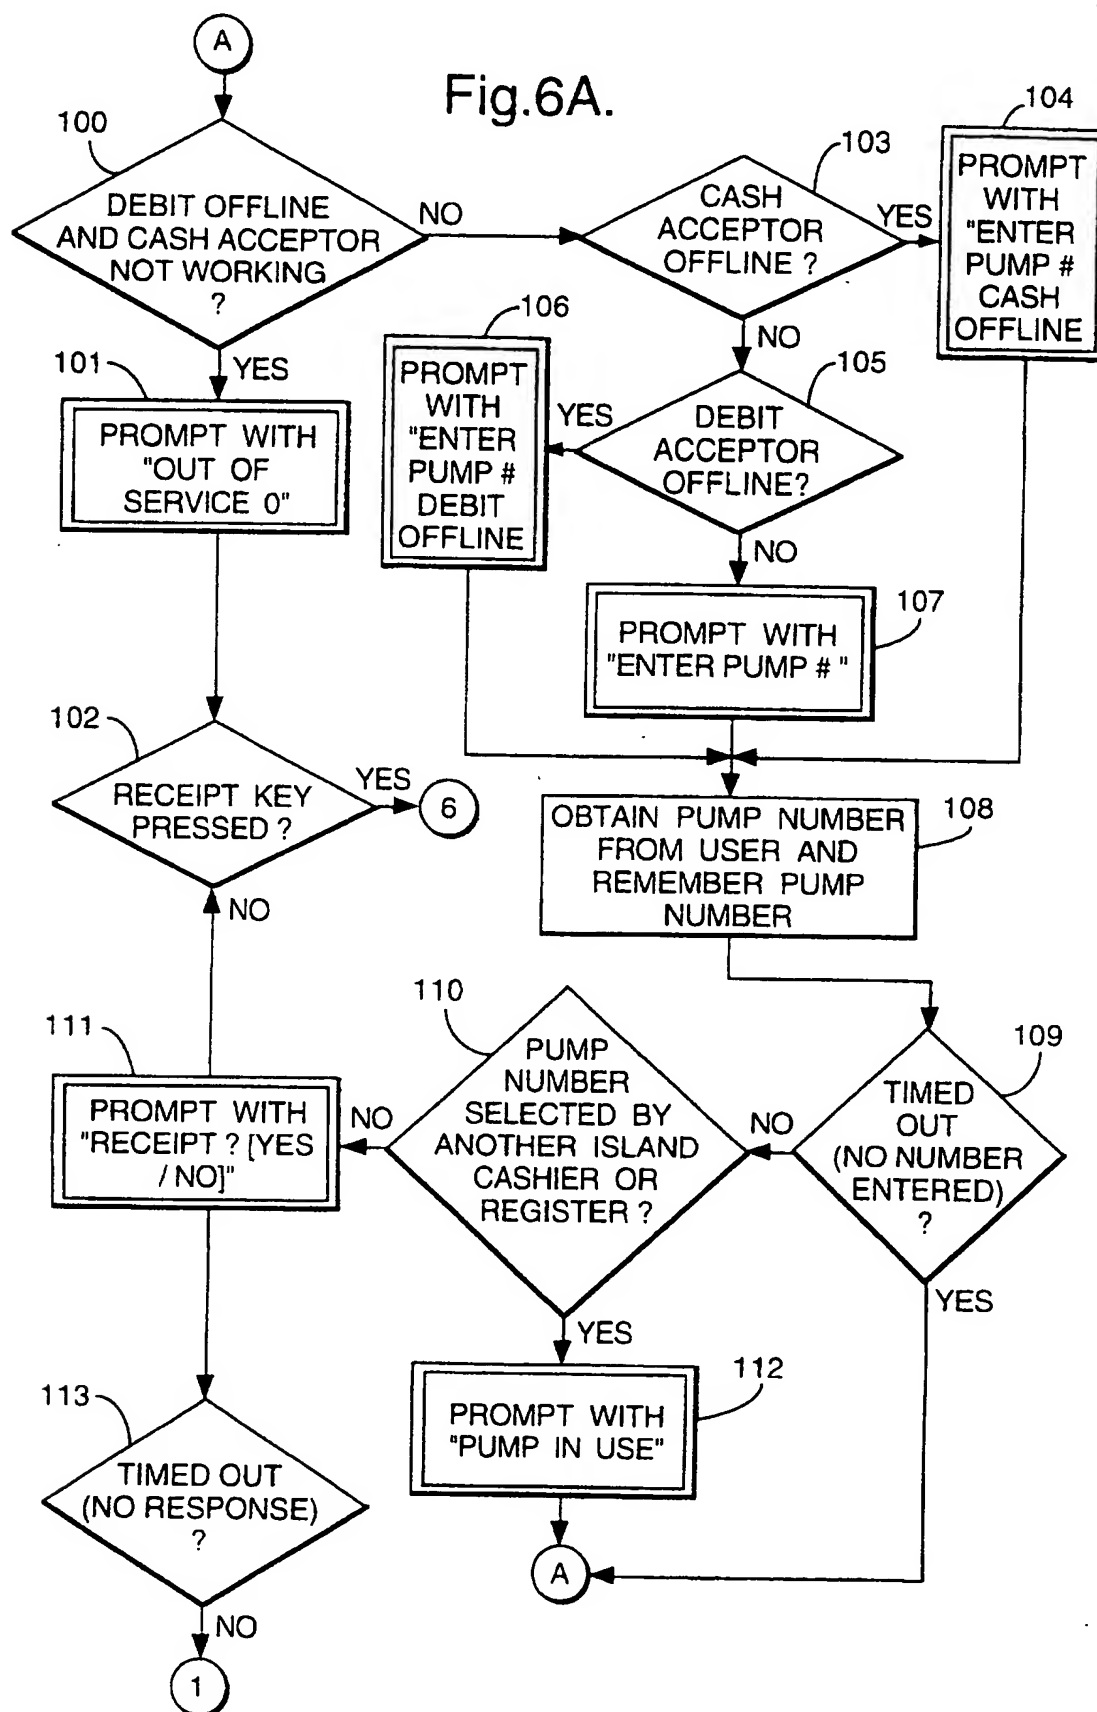 A
Fig.6A.
100
DEBIT OFFLINE
AND CASH ACCEPTOR
NOT WORKING
?
NO
YES
103
CASH
ACCEPTOR
OFFLINE ?
YES
NO
104
PROMPT
WITH
"ENTER
PUMP #
CASH
OFFLINE
101
PROMPT WITH
"OUT OF
SERVICE 0"
106
PROMPT
WITH
"ENTER
PUMP #
DEBIT
OFFLINE
105
DEBIT
ACCEPTOR
OFFLINE?
YES
NO
107
PROMPT WITH
"ENTER PUMP # "
102
RECEIPT KEY
PRESSED ?
YES
6
NO
108
OBTAIN PUMP NUMBER
FROM USER AND
REMEMBER PUMP
NUMBER
109
TIMED
OUT
(NO NUMBER
ENTERED)
?
NO
YES
110
PUMP
NUMBER
SELECTED BY
ANOTHER ISLAND
CASHIER OR
REGISTER ?
NO
YES
111
PROMPT WITH
"RECEIPT ? [YES
/ NO]"
112
PROMPT WITH
"PUMP IN USE"
A
113
TIMED OUT
(NO RESPONSE)
?
NO
1